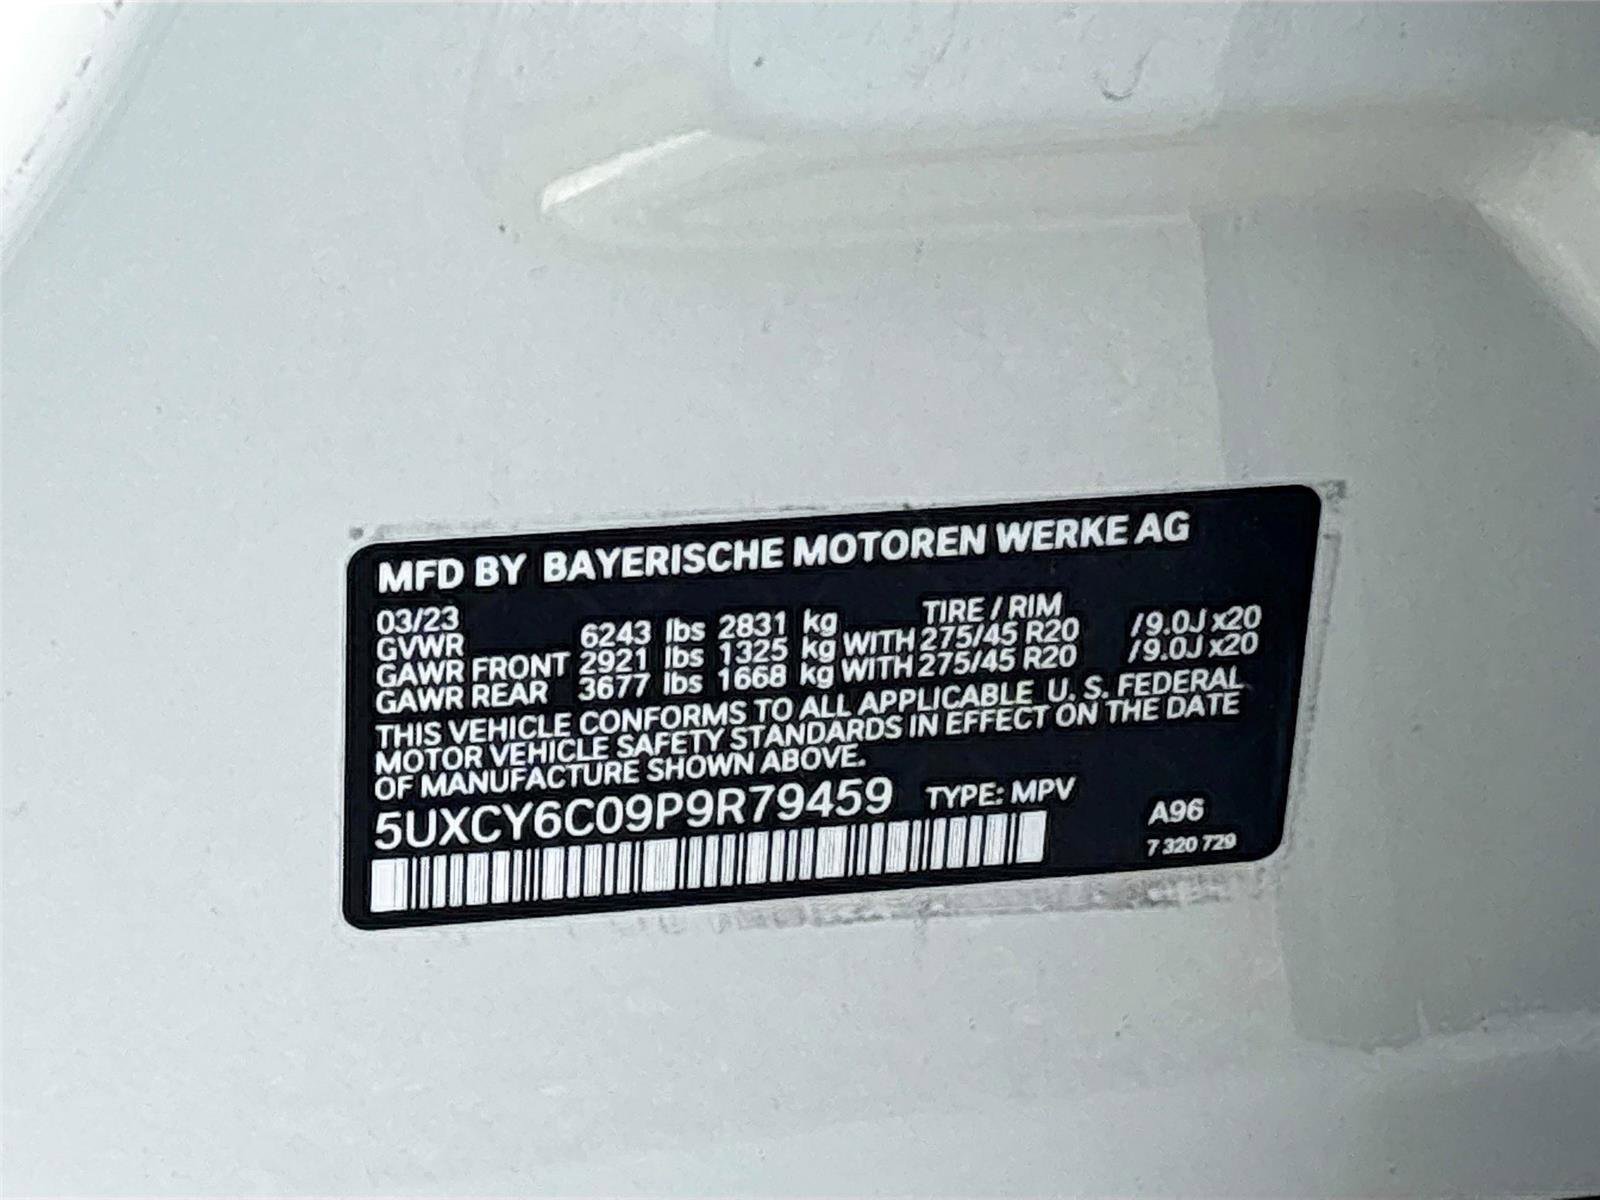 MFD BY BAYERISCHE MOTOREN WERKE AG
03/23 TIRE / RIM
GVWR 6243 lbs 2831 kg
GAWR FRONT 2921 lbs 1325 kg WITH 275/45 R20 /9.0J x20
GAWR REAR 3677 lbs 1668 kg WITH 275/45 R20 /9.0J x20
THIS VEHICLE CONFORMS TO ALL APPLICABLE U. S. FEDERAL
MOTOR VEHICLE SAFETY STANDARDS IN EFFECT ON THE DATE
OF MANUFACTURE SHOWN ABOVE.
5UXCY6C09P9R79459 TYPE: MPV
A96
7 320 729